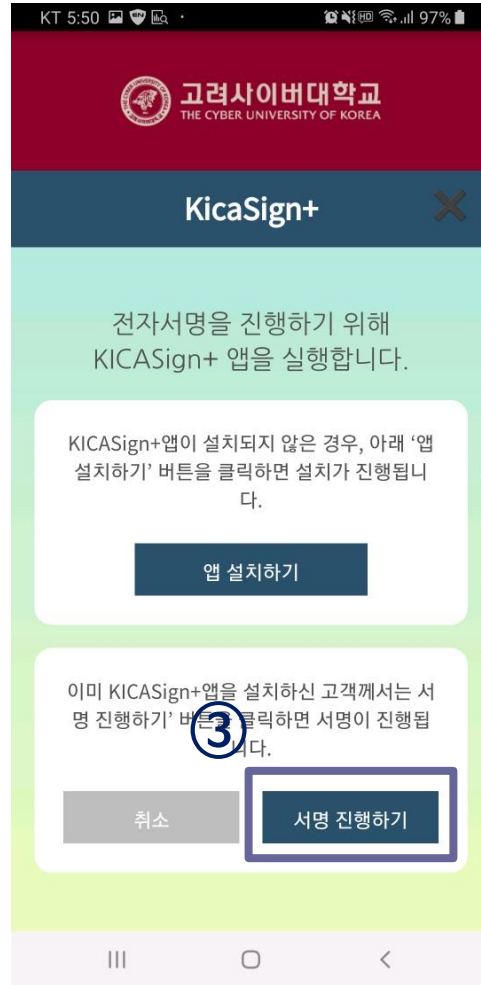 KT 5:50 97%
고려사이버대학교
THE CYBER UNIVERSITY OF KOREA
KicaSign+
전자서명을 진행하기 위해
KICASign+ 앱을 실행합니다.
KICASign+앱이 설치되지 않은 경우, 아래 ‘앱
설치하기’ 버튼을 클릭하면 설치가 진행됩니
다.
앱 설치하기
이미 KICASign+앱을 설치하신 고객께서는 서
명 진행하기’ 버튼을 클릭하면 서명이 진행됩
니다.
③
취소 서명 진행하기